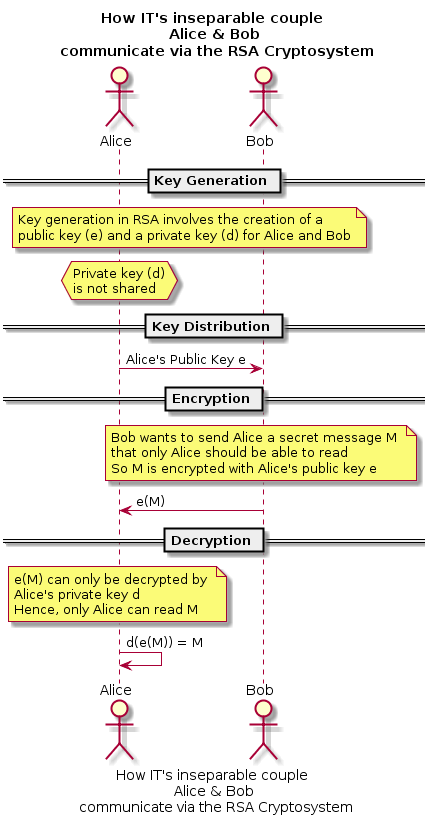 How IT's inseparable couple
Alice & Bob
communicate via the RSA Cryptosystem
Alice
Bob
Key Generation
Key generation in RSA involves the creation of a
public key (e) and a private key (d) for Alice and Bob
Private key (d)
is not shared
Key Distribution
Alice's Public Key e
Encryption
Bob wants to send Alice a secret message M
that only Alice should be able to read
So M is encrypted with Alice's public key e
e(M)
Decryption
e(M) can only be decrypted by
Alice's private key d
Hence, only Alice can read M
d(e(M)) = M
Alice
Bob
How IT's inseparable couple
Alice & Bob
communicate via the RSA Cryptosystem